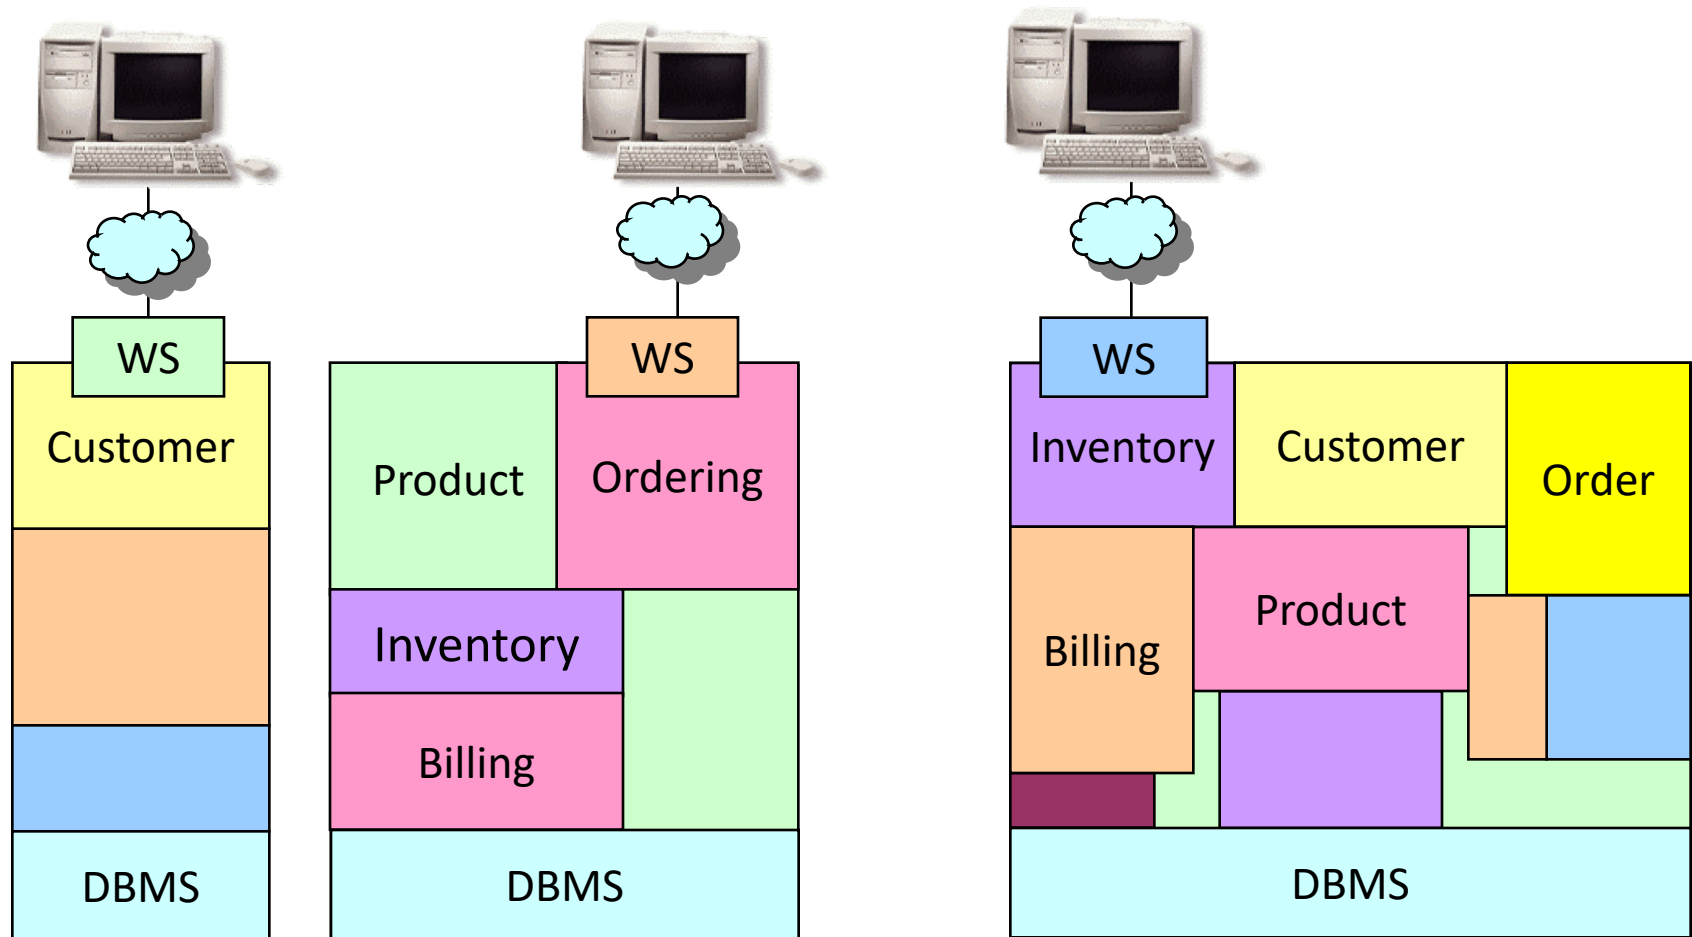 WS
Customer
DBMS
WS
Product
Ordering
Inventory
Billing
DBMS
WS
Inventory
Customer
Order
Billing
Product
DBMS